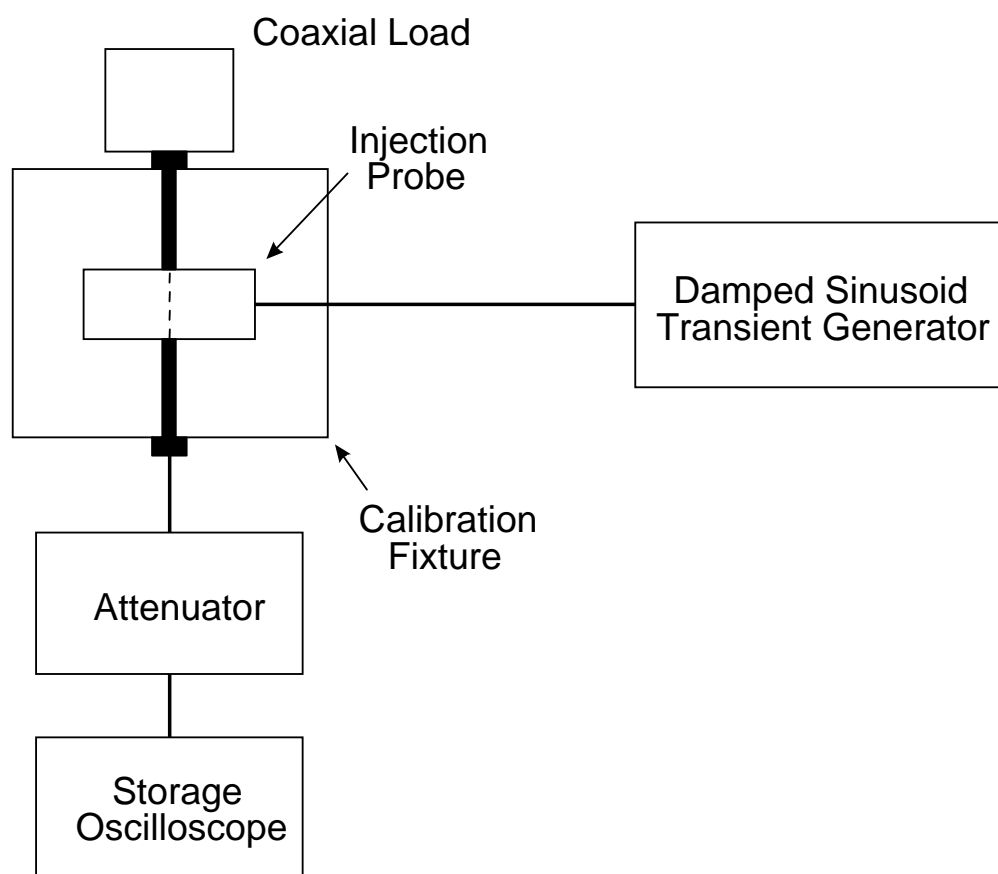 Coaxial Load
Injection
Probe
Damped Sinusoid
Transient Generator
Calibration
Fixture
Attenuator
Storage
Oscilloscope